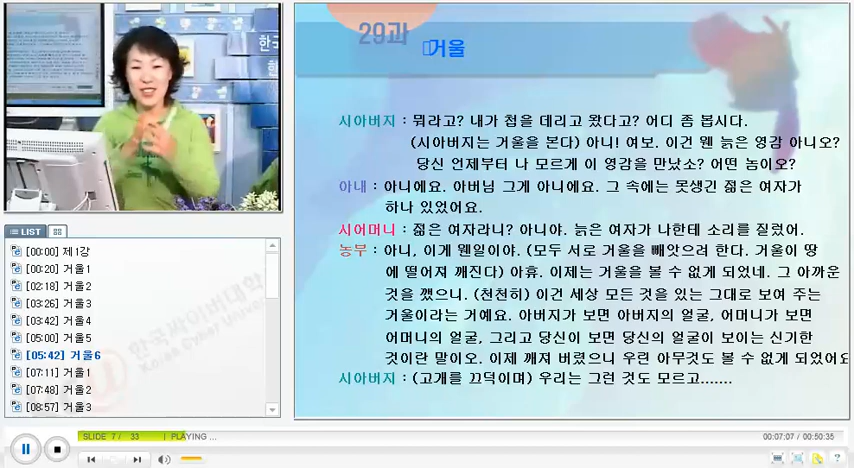 29과
거울
시아버지 : 뭐라고? 내가 첩을 데리고 왔다고? 어디 좀 봅시다.
(시아버지는 거울을 본다) 아니! 여보. 이건 웬 늙은 영감 아니오?
당신 언제부터 나 모르게 이 영감을 만났소? 어떤 놈이오?
아내 : 아니에요. 아버님 그게 아니에요. 그 속에는 못생긴 젊은 여자가
하나 있었어요.
시어머니 : 젊은 여자라니? 아니야. 늙은 여자가 나한테 소리를 질렀어.
농부 : 아니, 이게 웬일이야. (모두 서로 거울을 빼앗으려 한다. 거울이 땅
에 떨어져 깨진다) 아휴. 이제는 거울을 볼 수 없게 되었네. 그 아까운
것을 깼으니. (천천히) 이건 세상 모든 것을 있는 그대로 보여 주는
거울이라는 거예요. 아버지가 보면 아버지의 얼굴, 어머니가 보면
어머니의 얼굴, 그리고 당신이 보면 당신의 얼굴이 보이는 신기한
것이란 말이오. 이제 깨져 버렸으니 우린 아무것도 볼 수 없게 되었어요
시아버지 : (고개를 끄덕이며) 우리는 그런 것도 모르고.......
LIST
[00:00] 제1강
[00:20] 거울1
[02:18] 거울2
[03:26] 거울3
[03:42] 거울4
[05:00] 거울5
[05:42] 거울6
[07:11] 거울1
[07:48] 거울2
[08:57] 거울3
한국싸이버대학
Korea Cyber Univer
SLIDE 7 / 33 | PLAYING ...
00:07:07 / 00:50:35